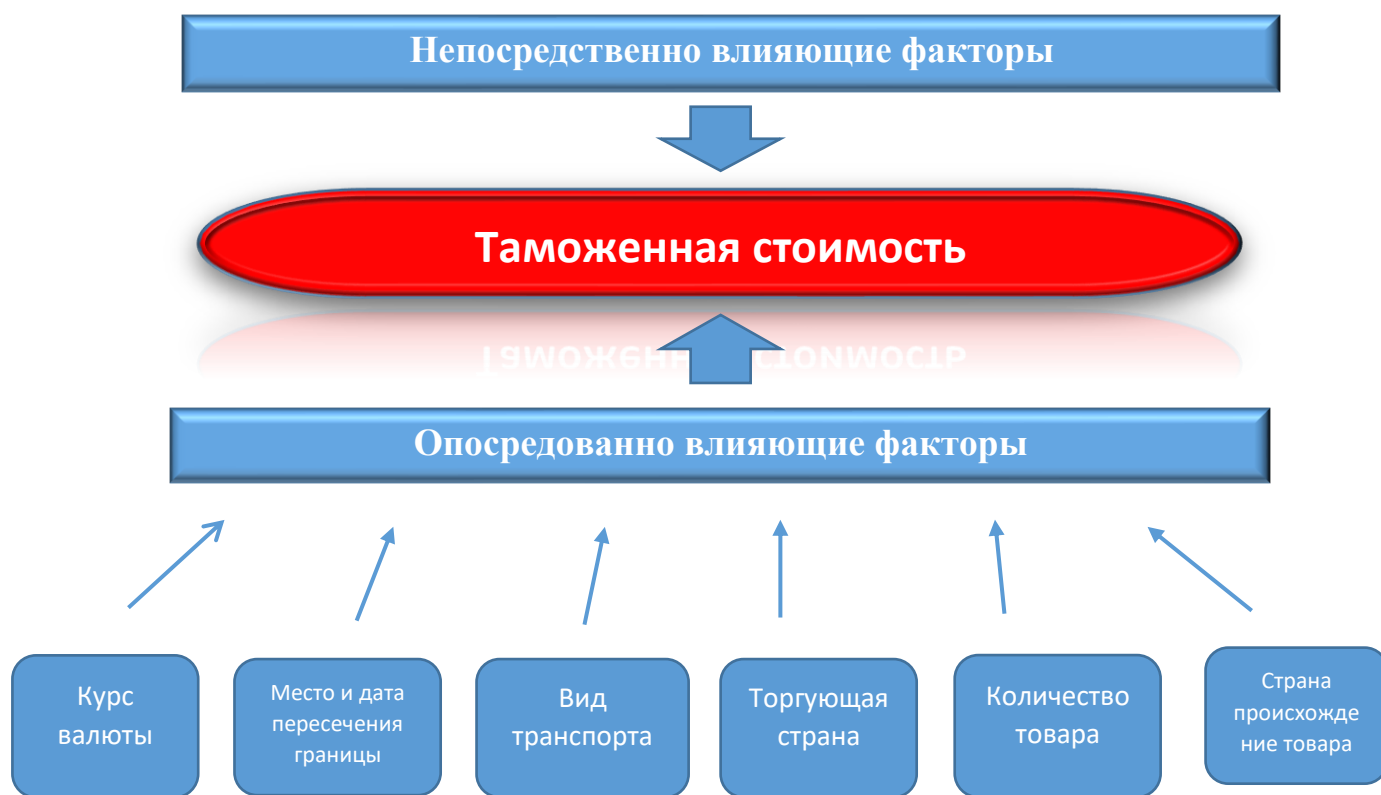 Непосредственно влияющие факторы
Таможенная стоимость
Опосредованно влияющие факторы
Курс
валюты
Место и дата
пересечения
границы
Вид
транспорта
Торгующая
страна
Количество
товара
Страна
происхожде
ние товара